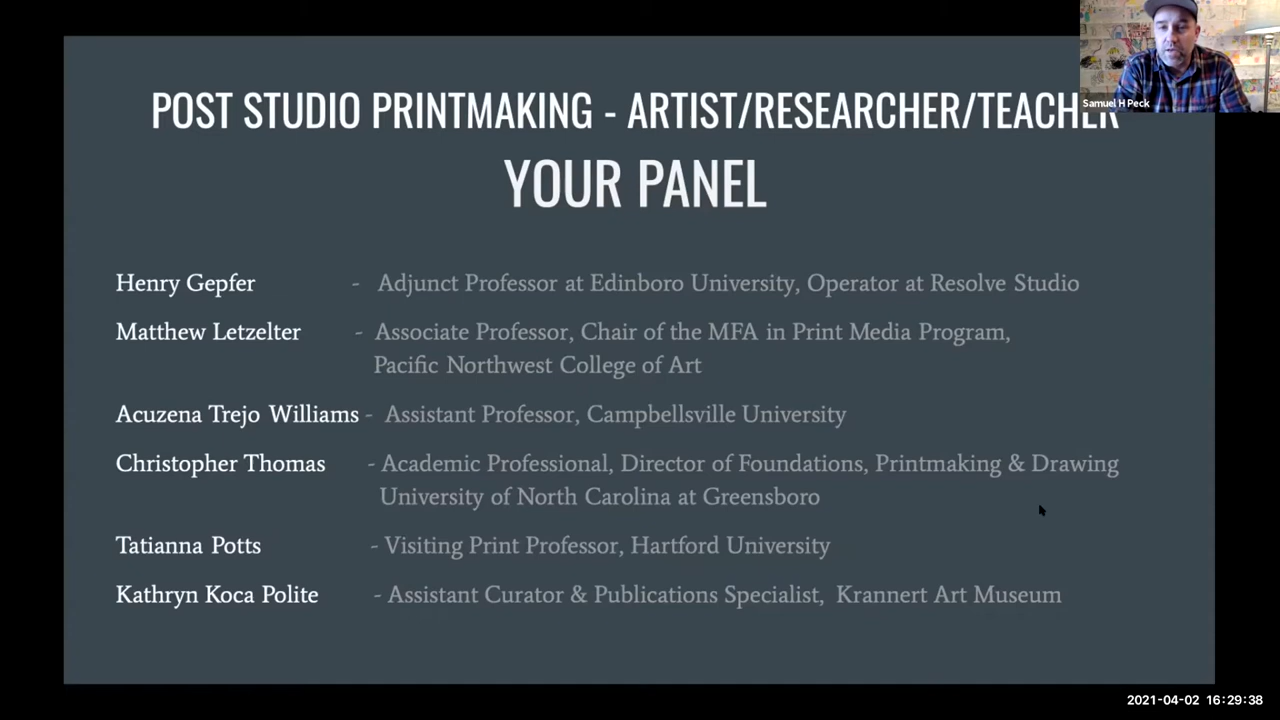 Samuel H Peck
POST STUDIO PRINTMAKING - ARTIST/RESEARCHER/TEACHER
YOUR PANEL
Henry Gepfer - Adjunct Professor at Edinboro University, Operator at Resolve Studio
Matthew Letzelter - Associate Professor, Chair of the MFA in Print Media Program,
Pacific Northwest College of Art
Acuzena Trejo Williams - Assistant Professor, Campbellsville University
Christopher Thomas - Academic Professional, Director of Foundations, Printmaking & Drawing
University of North Carolina at Greensboro
Tatianna Potts - Visiting Print Professor, Hartford University
Kathryn Koca Polite - Assistant Curator & Publications Specialist, Krannert Art Museum
2021-04-02 16:29:38